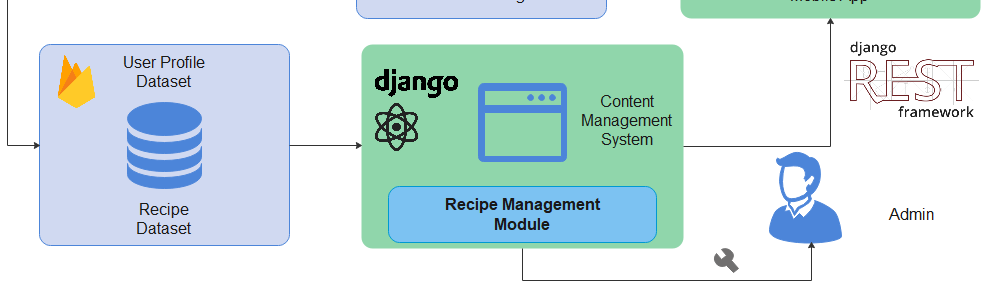 User Profile
Dataset
Recipe
Dataset
django
Content
Management
System
Recipe Management
Module
django
REST
framework
Admin